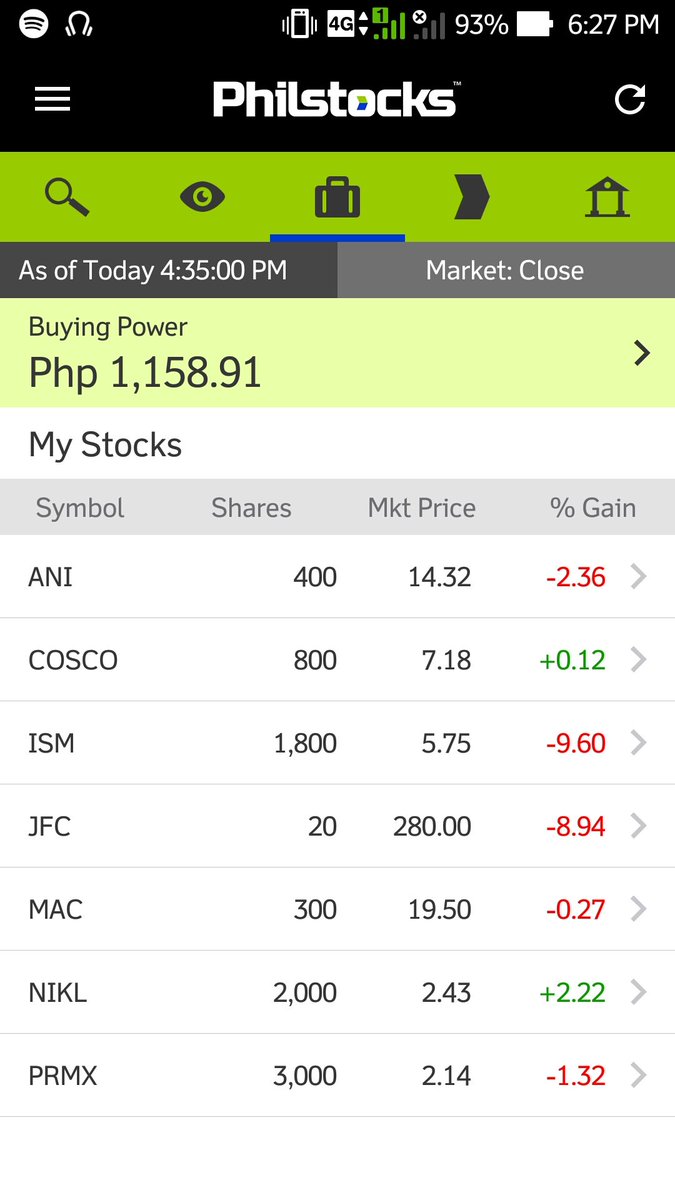 4G 1 93% 6:27 PM
Philstocks™
As of Today 4:35:00 PM Market: Close
Buying Power
Php 1,158.91
My Stocks
Symbol Shares Mkt Price % Gain
ANI 400 14.32 -2.36
COSCO 800 7.18 +0.12
ISM 1,800 5.75 -9.60
JFC 20 280.00 -8.94
MAC 300 19.50 -0.27
NIKL 2,000 2.43 +2.22
PRMX 3,000 2.14 -1.32